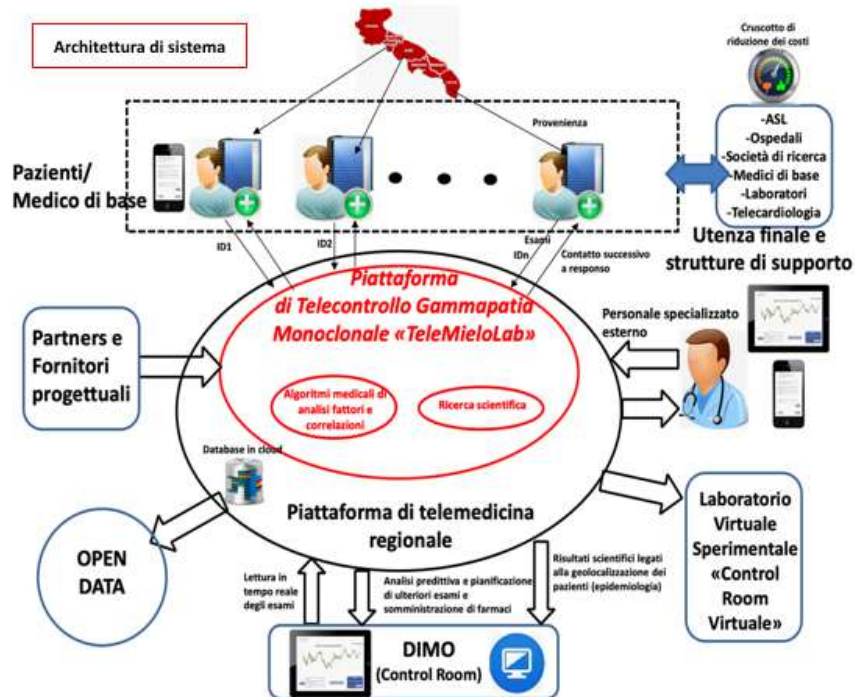 Architettura di sistema
Cruscotto di
riduzione dei costi
Provenienza
Pazienti/
Medico di base
-ASL
-Ospedali
-Società di ricerca
-Medici di base
-Laboratori
-Telecardiologia
Utenza finale e
strutture di supporto
ID1
ID2
Esami
IDn
Contatto successivo
a responso
Piattaforma
di Telecontrollo Gammapatia
Monoclonale «TeleMieloLab»
Partners e
Fornitori
progettuali
Personale specializzato
esterno
Algoritmi medicali di
analisi fattori e
correlazioni
Ricerca scientifica
Database in cloud
Piattaforma di telemedicina
regionale
Laboratorio
Virtuale
Sperimentale
«Control
Room
Virtuale»
OPEN
DATA
Lettura in
tempo reale
degli esami
Analisi predittiva e pianificazione
di ulteriori esami e
somministrazione di farmaci
Risultati scientifici legati
alla geolocalizzazione dei
pazienti (epidemiologia)
DIMO
(Control Room)